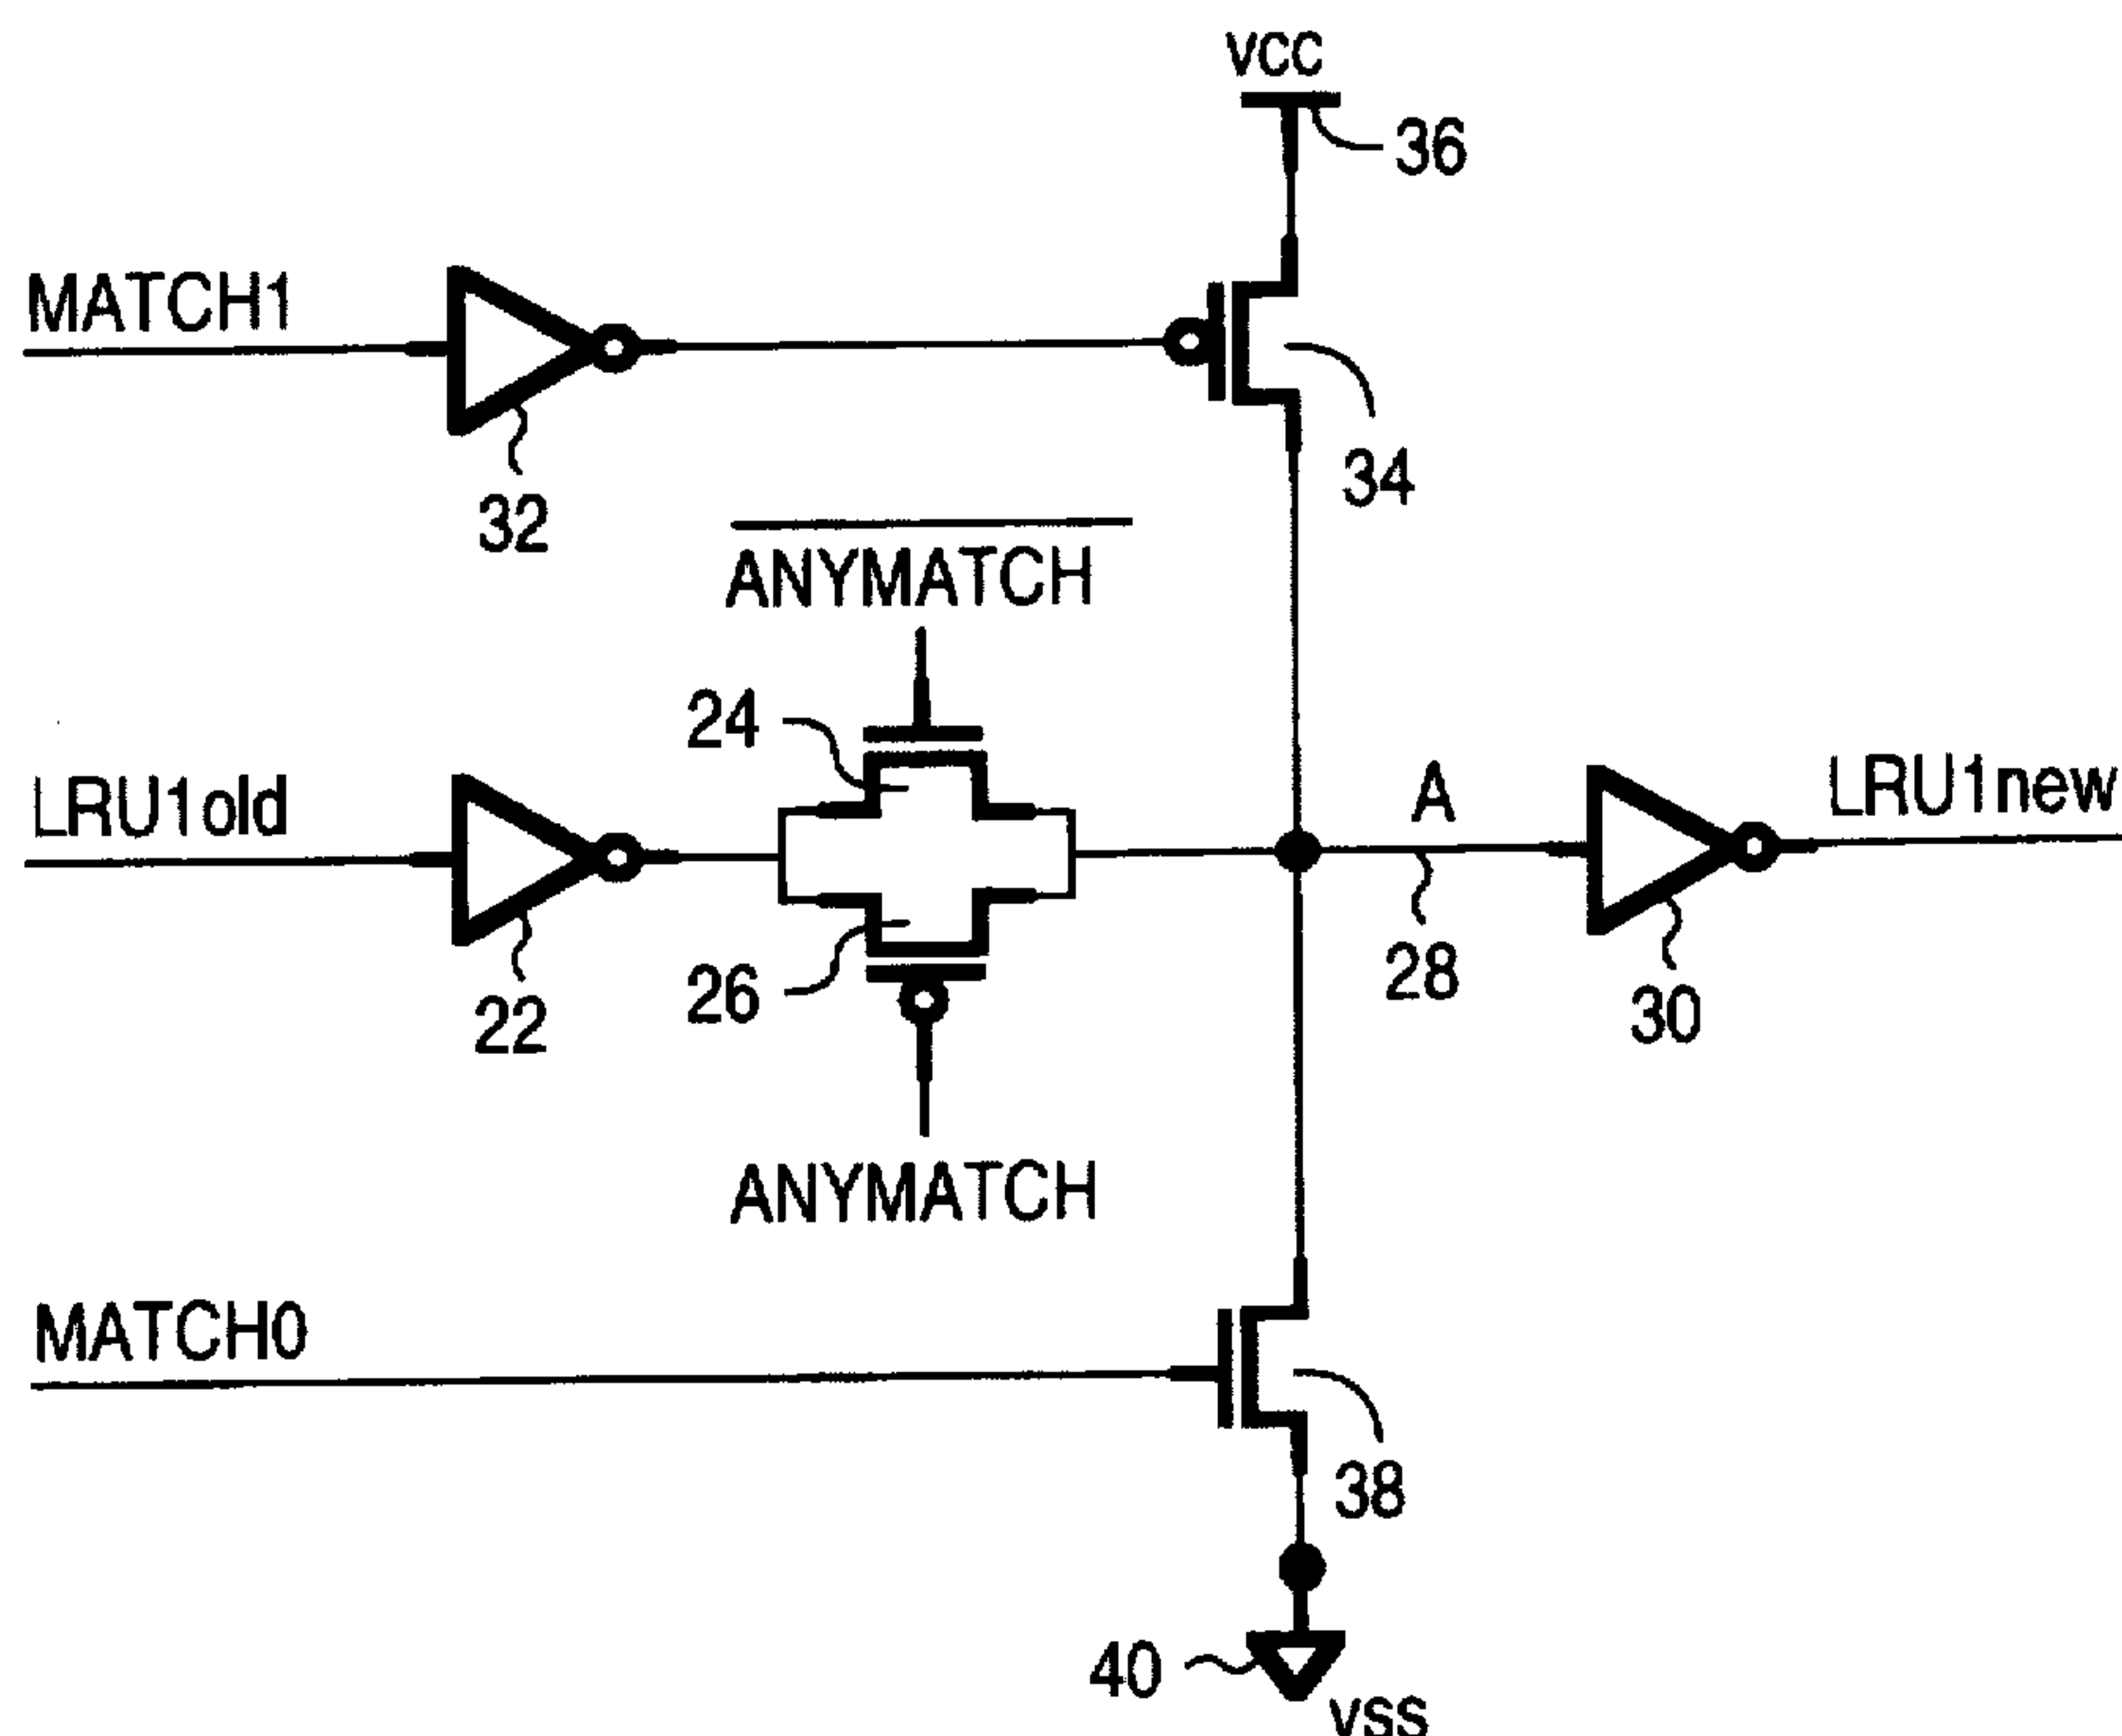 VCC
36
MATCH1
34
32
ANYMATCH
24
LRU1old
A
LRU1new
26
28
22
30
ANYMATCH
MATCH0
38
40
VSS